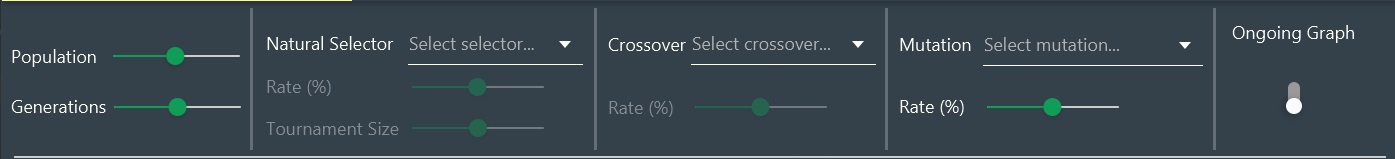 Population
Generations
Natural Selector Select selector...
Rate (%)
Tournament Size
Crossover Select crossover...
Rate (%)
Mutation Select mutation...
Rate (%)
Ongoing Graph